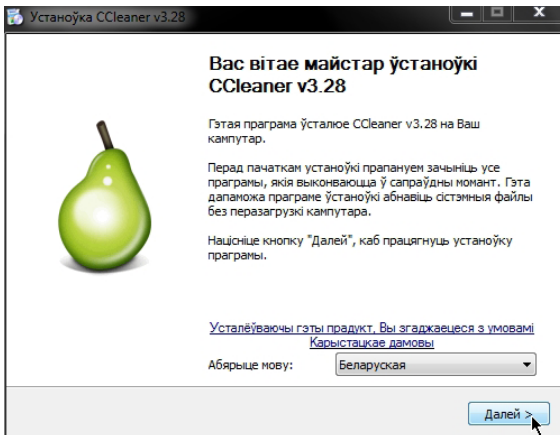 Устаноўка CCleaner v3.28
Вас вітае майстар ўстаноўкі
CCleaner v3.28
Гэтая праграма ўсталюе CCleaner v3.28 на Ваш
кампутар.
Перад пачаткам устаноўкі прапануем зачыніць усе
праграмы, якія выконваюцца ў сапраўдны момант. Гэта
дапаможа праграме ўстаноўкі абнавіць сістэмныя файлы
без перазагрузкі кампутара.
Націсніце кнопку "Далей", каб працягнуць устаноўку
праграмы.
Усталёўваючы гэты прадукт, Вы згаджаецеся з умовамі
Карыстацкае дамовы
Абярыце мову: Беларуская
Далей >